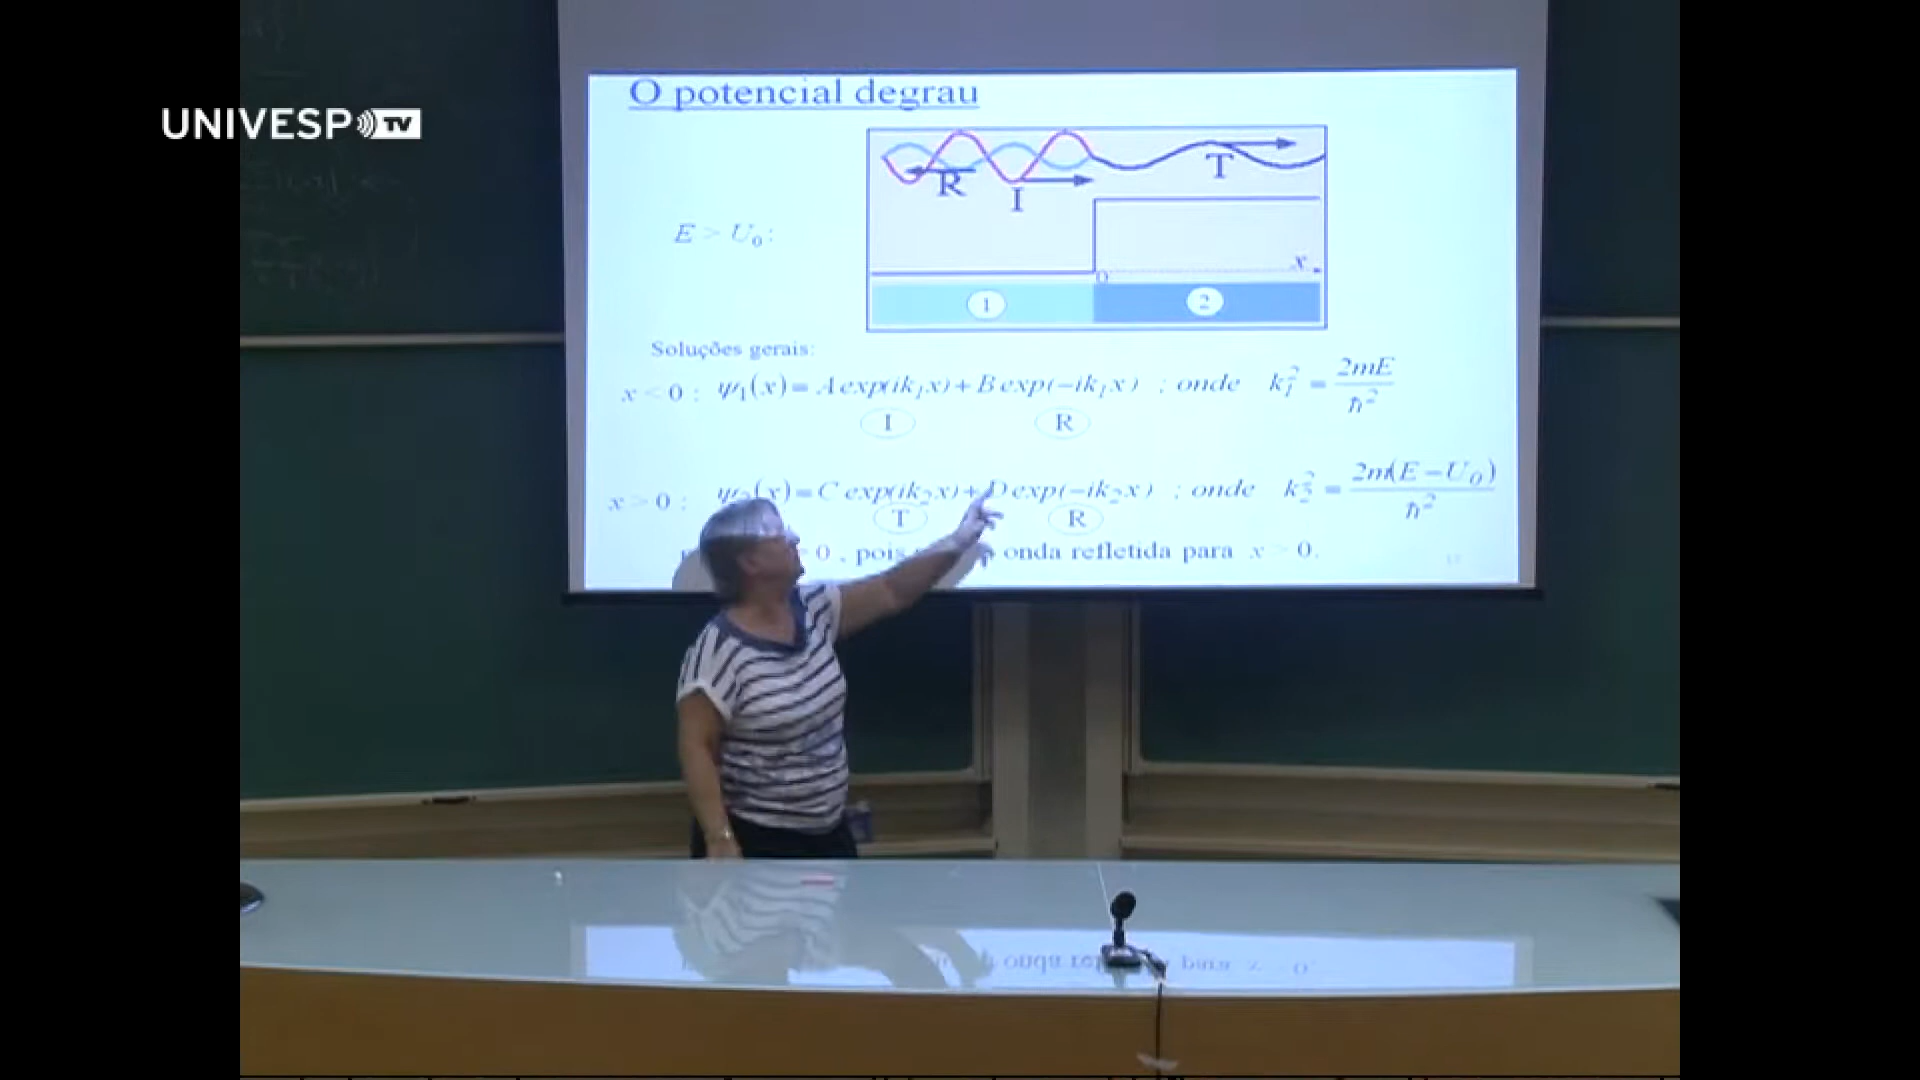 UNIVESP TV
O potencial degrau
R I T
E > U₀:
x
0
1 2
Soluções gerais:
x < 0 : ψ₁(x) = A exp(ik₁x) + B exp(−ik₁x) ; onde k₁² = 2mE / ħ²
I R
x > 0 : ψ₂(x) = C exp(ik₂x) + D exp(−ik₂x) ; onde k₂² = 2m(E − U₀) / ħ²
T R
0 , pois onda refletida para x > 0.